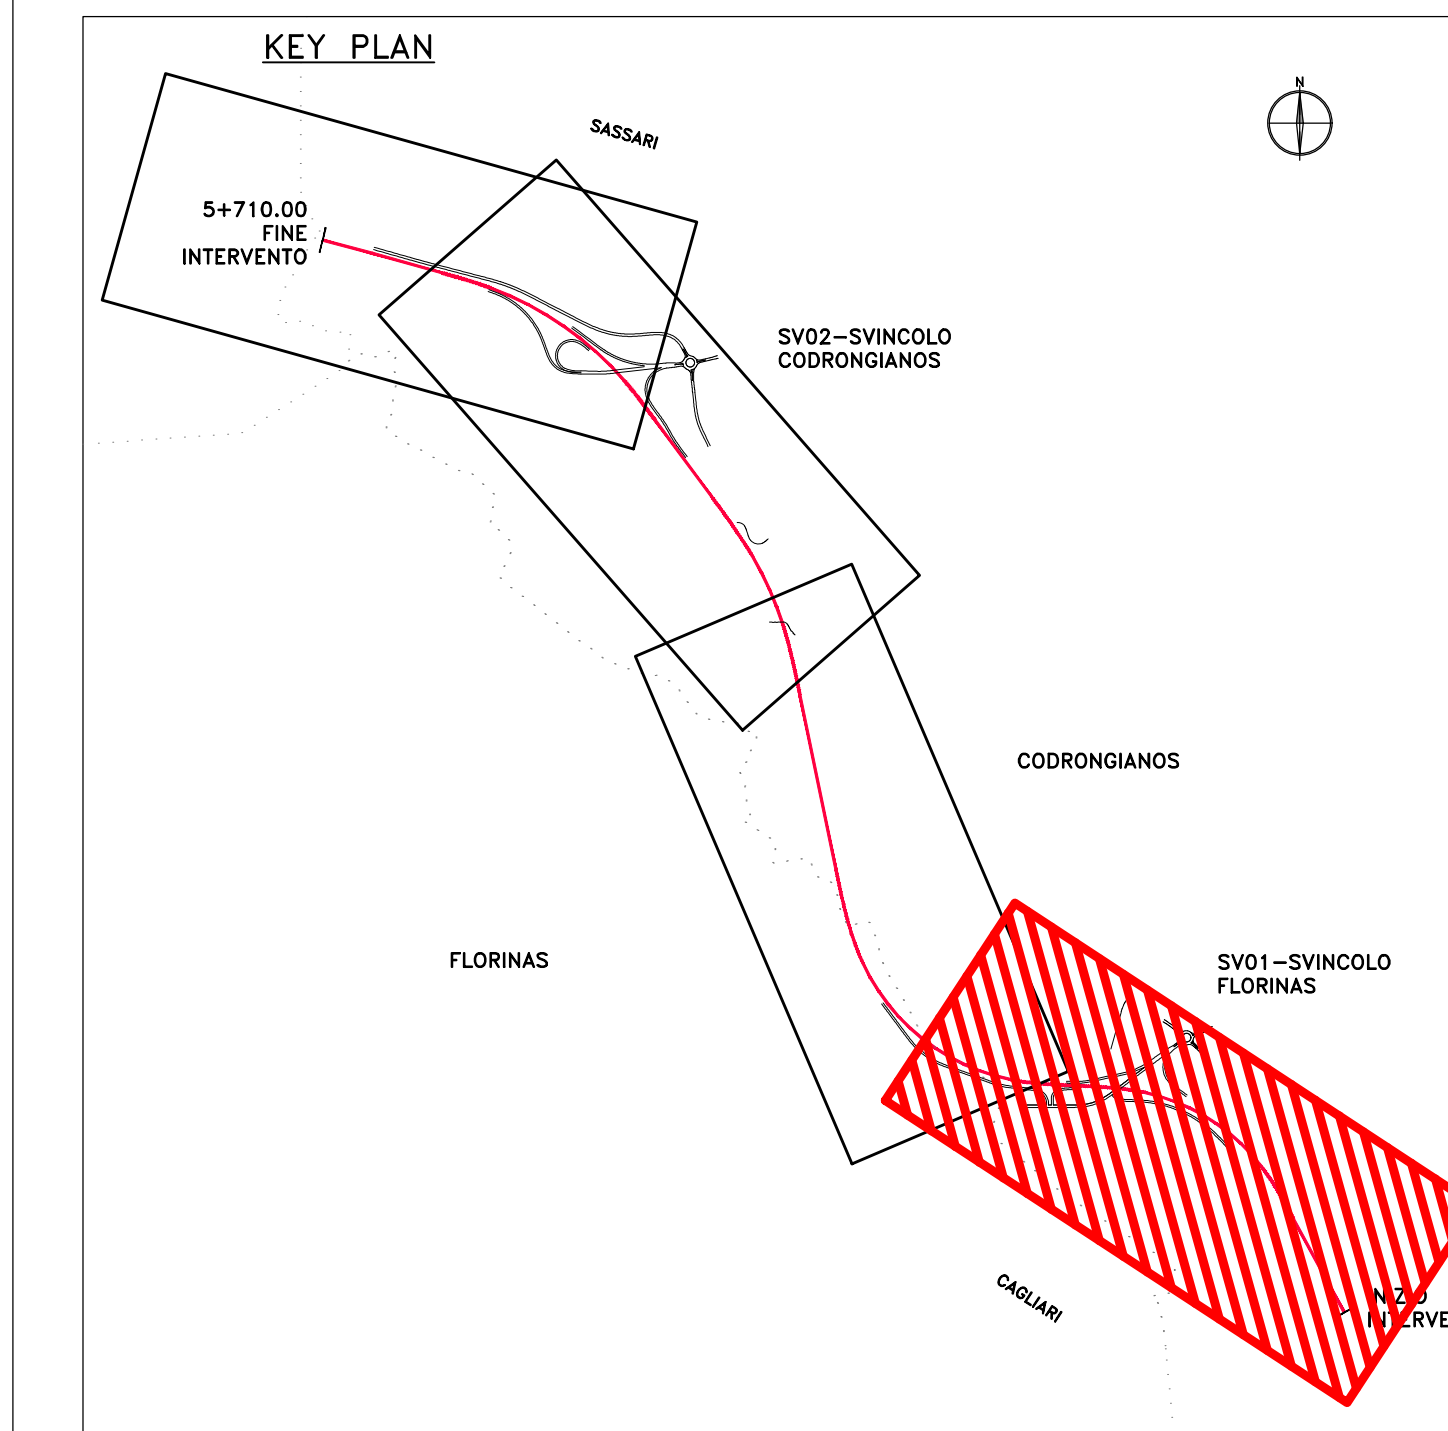 KEY PLAN
N
SASSARI
5+710.00
FINE
INTERVENTO
SV02-SVINCOLO
CODRONGIANOS
CODRONGIANOS
FLORINAS
SV01-SVINCOLO
FLORINAS
CAGLIARI